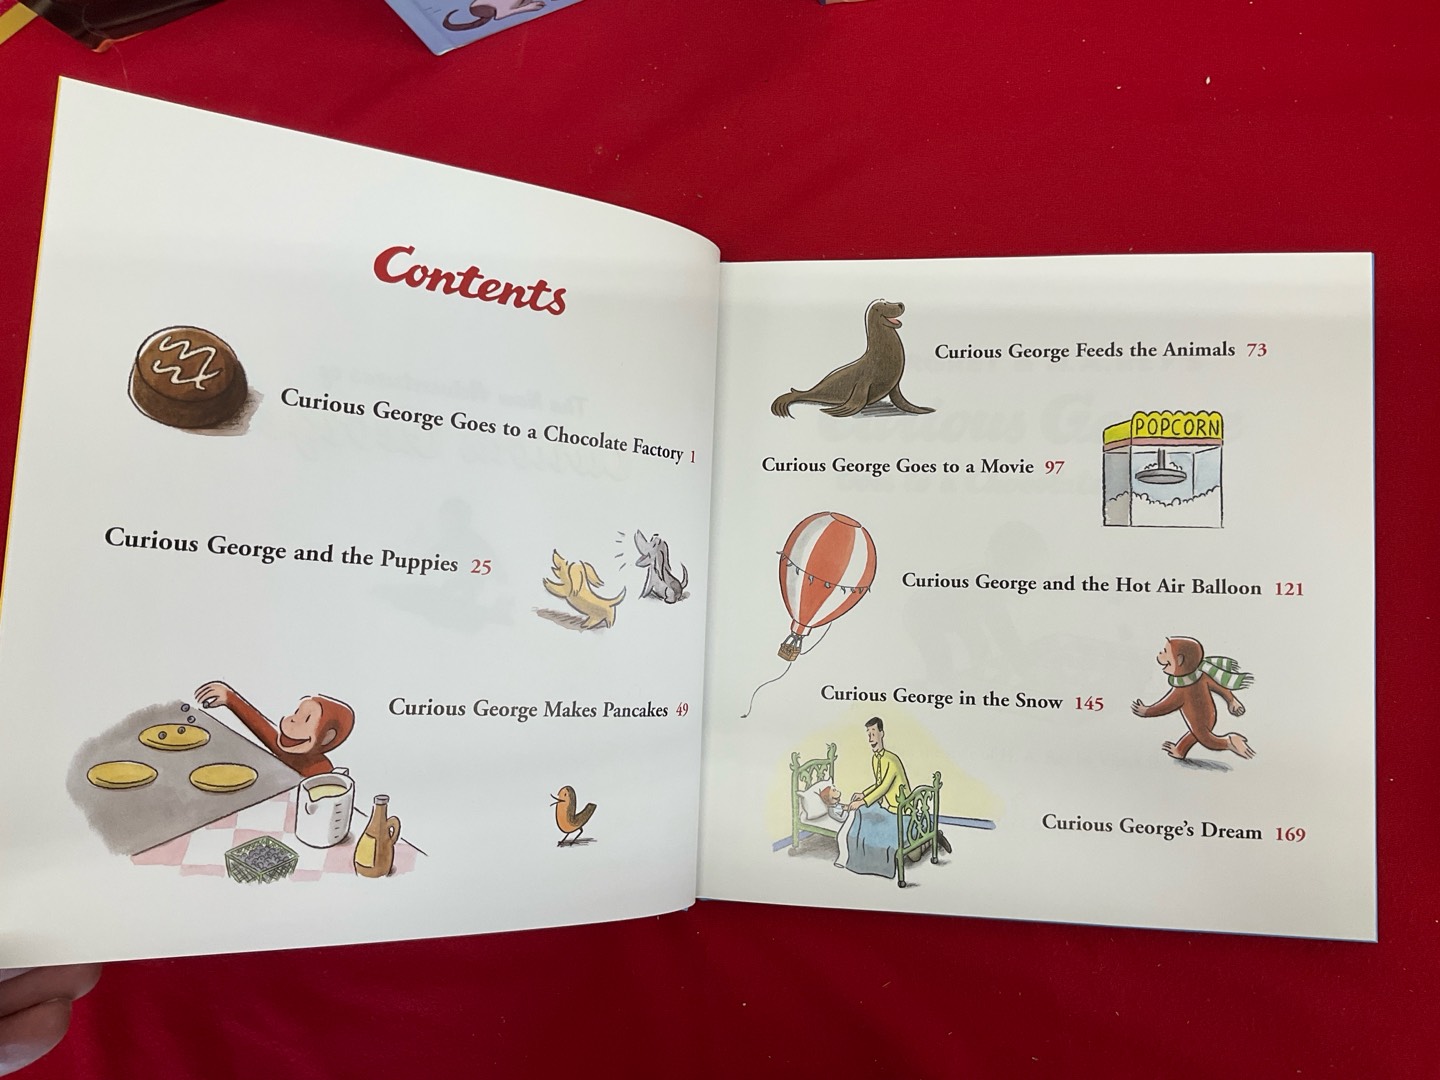 Contents
Curious George Goes to a Chocolate Factory 1
Curious George and the Puppies 25
Curious George Makes Pancakes 49
Curious George Feeds the Animals 73
POPCORN
Curious George Goes to a Movie 97
Curious George and the Hot Air Balloon 121
Curious George in the Snow 145
Curious George's Dream 169